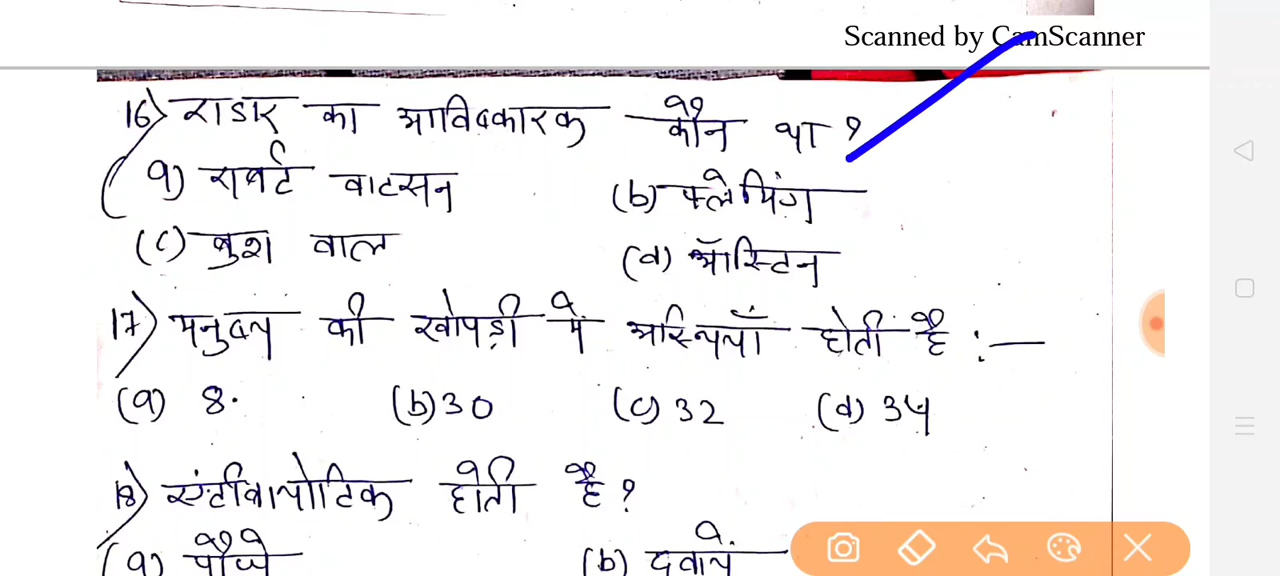 Scanned by CamScanner
16) राडार का आविष्कारक कौन था ?
(a) राबर्ट वाटसन (b) फ्लेमिंग
(c) बुश वाल (d) ऑस्टिन
17) मनुष्य की खोपड़ी में अस्थियाँ होती है :—
(a) 8. (b) 30 (c) 32 (d) 34
18) एंटीबायोटिक होती है ?
(a) पौधे (b) दवाएं